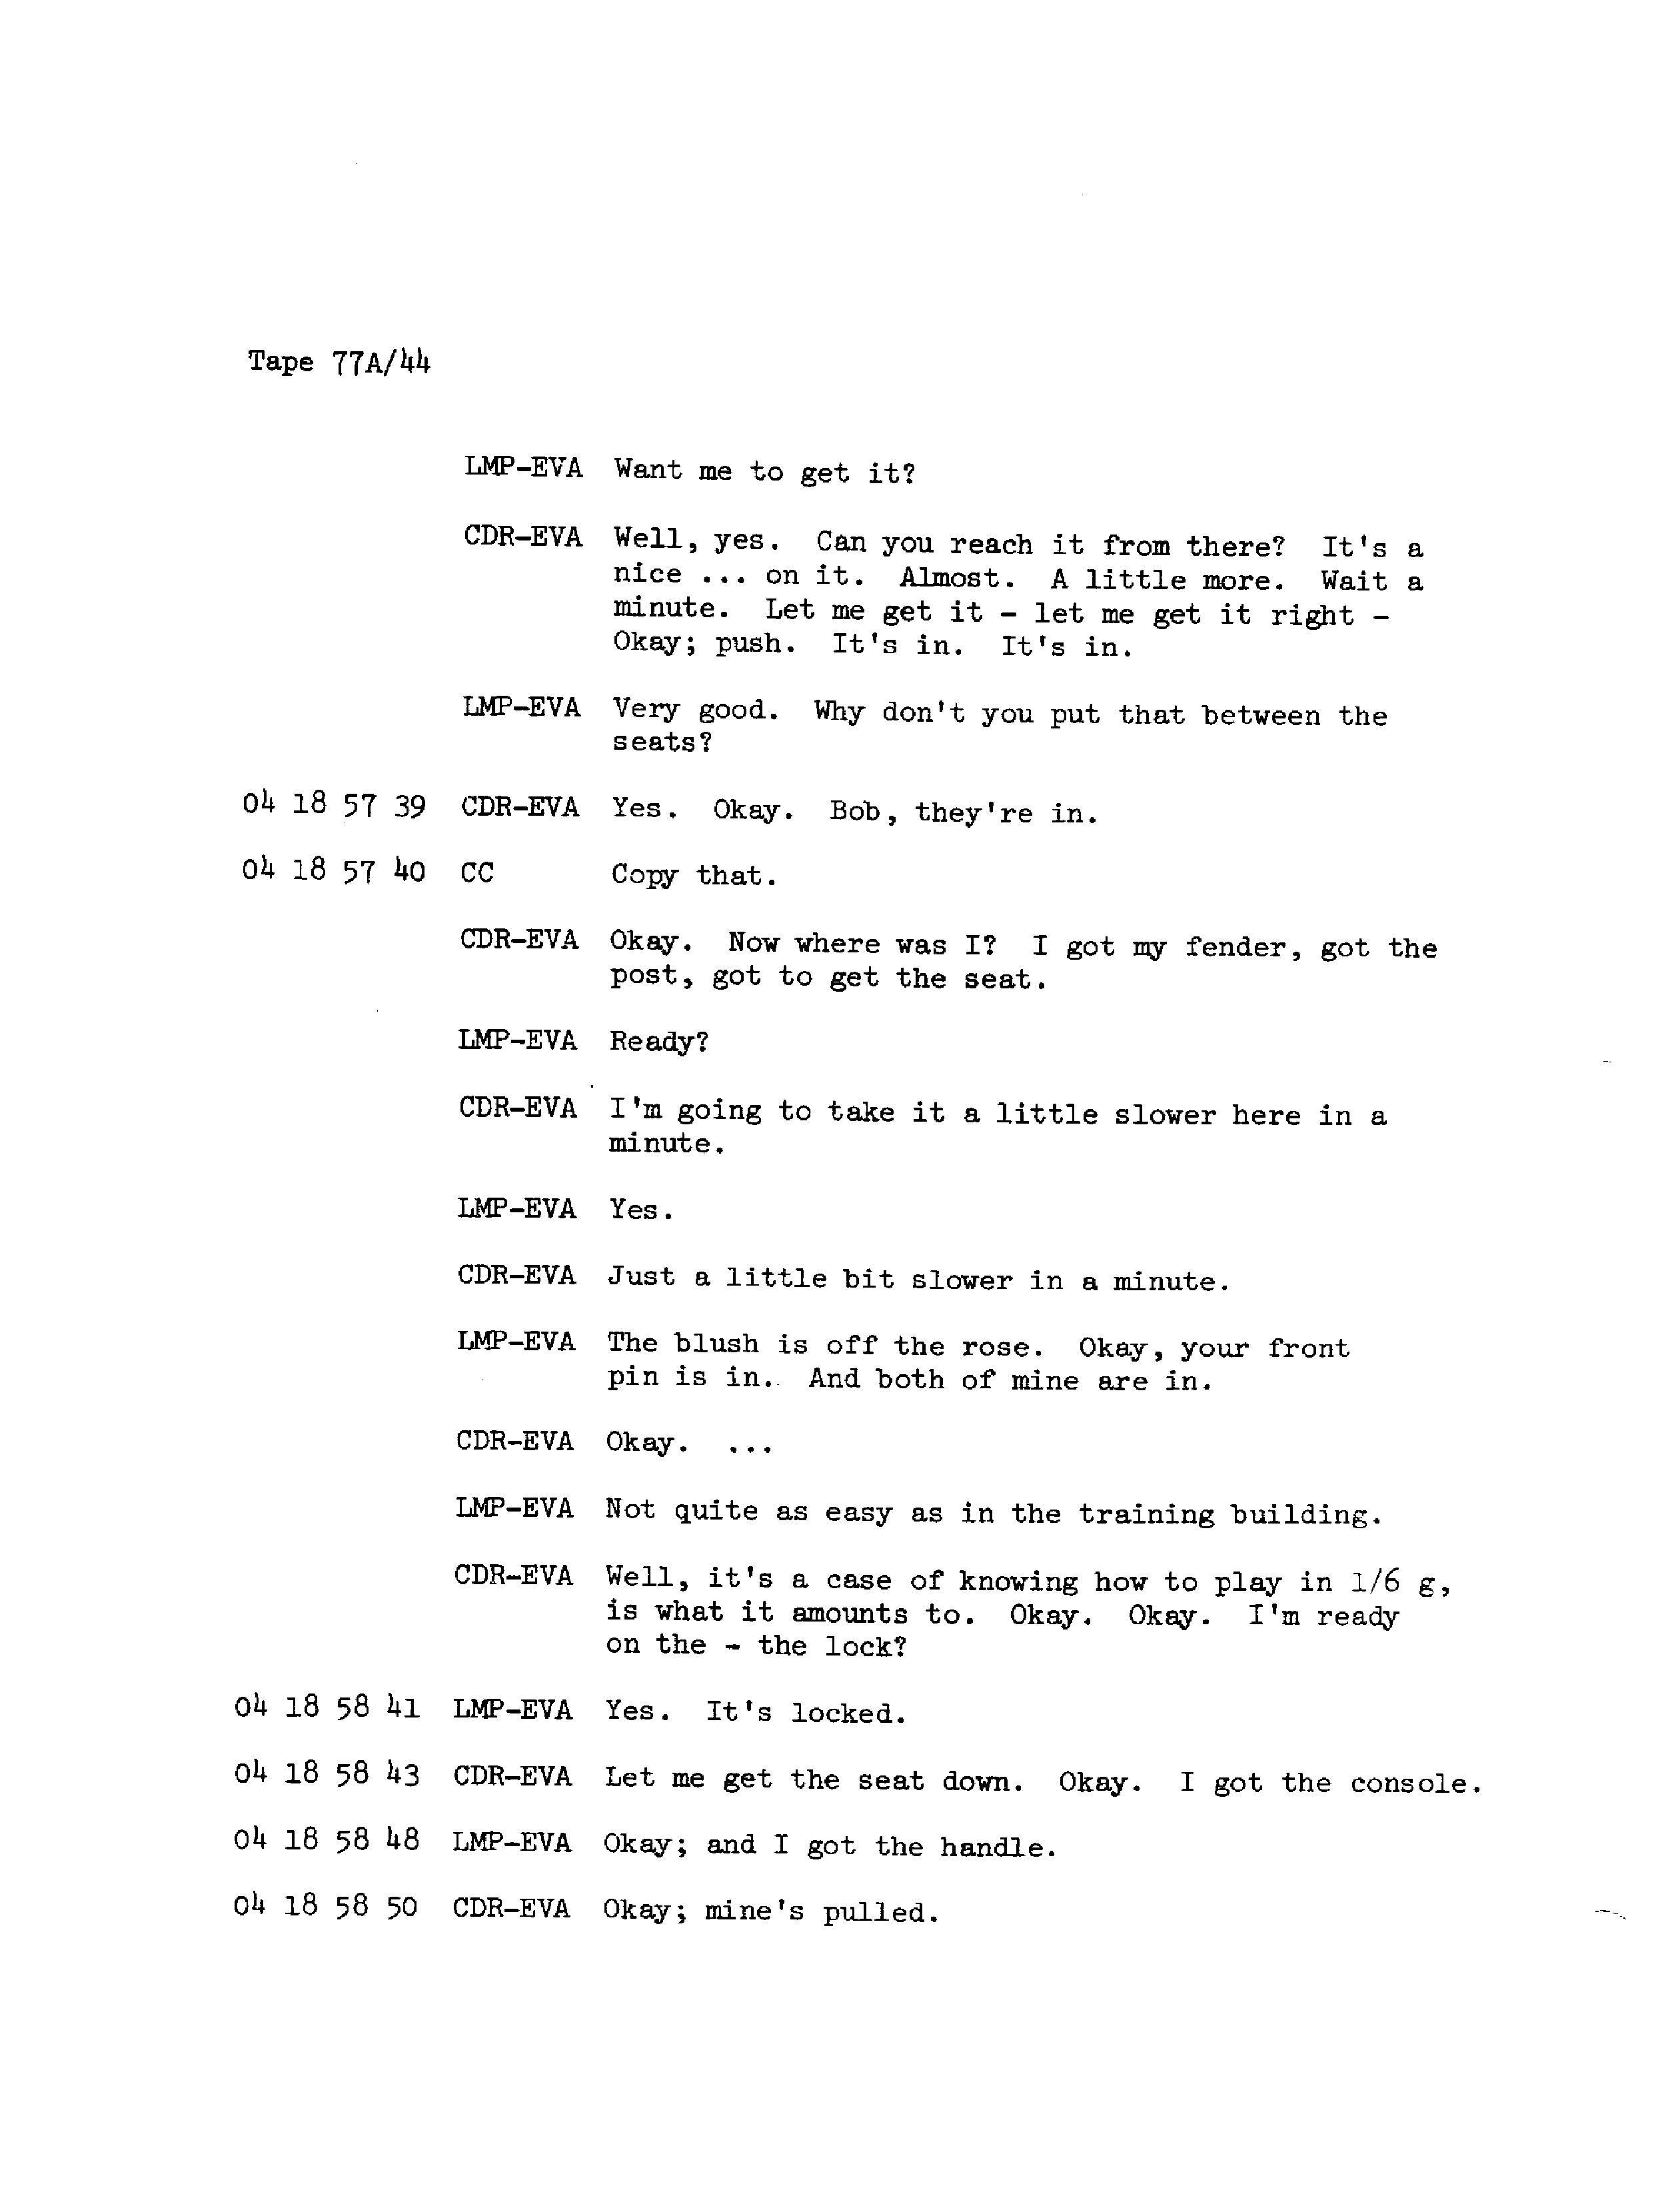 Tape 77A/44
LMP-EVA Want me to get it?
CDR-EVA Well, yes. Can you reach it from there? It's a
nice ... on it. Almost. A little more. Wait a
minute. Let me get it - let me get it right -
Okay; push. It's in. It's in.
LMP-EVA Very good. Why don't you put that between the
seats?
04 18 57 39 CDR-EVA Yes. Okay. Bob, they're in.
04 18 57 40 CC Copy that.
CDR-EVA Okay. Now where was I? I got my fender, got the
post, got to get the seat.
LMP-EVA Ready?
CDR-EVA I'm going to take it a little slower here in a
minute.
LMP-EVA Yes.
CDR-EVA Just a little bit slower in a minute.
LMP-EVA The blush is off the rose. Okay, your front
pin is in. And both of mine are in.
CDR-EVA Okay. ...
LMP-EVA Not quite as easy as in the training building.
CDR-EVA Well, it's a case of knowing how to play in 1/6 g,
is what it amounts to. Okay. Okay. I'm ready
on the - the lock?
04 18 58 41 LMP-EVA Yes. It's locked.
04 18 58 43 CDR-EVA Let me get the seat down. Okay. I got the console.
04 18 58 48 LMP-EVA Okay; and I got the handle.
04 18 58 50 CDR-EVA Okay; mine's pulled.